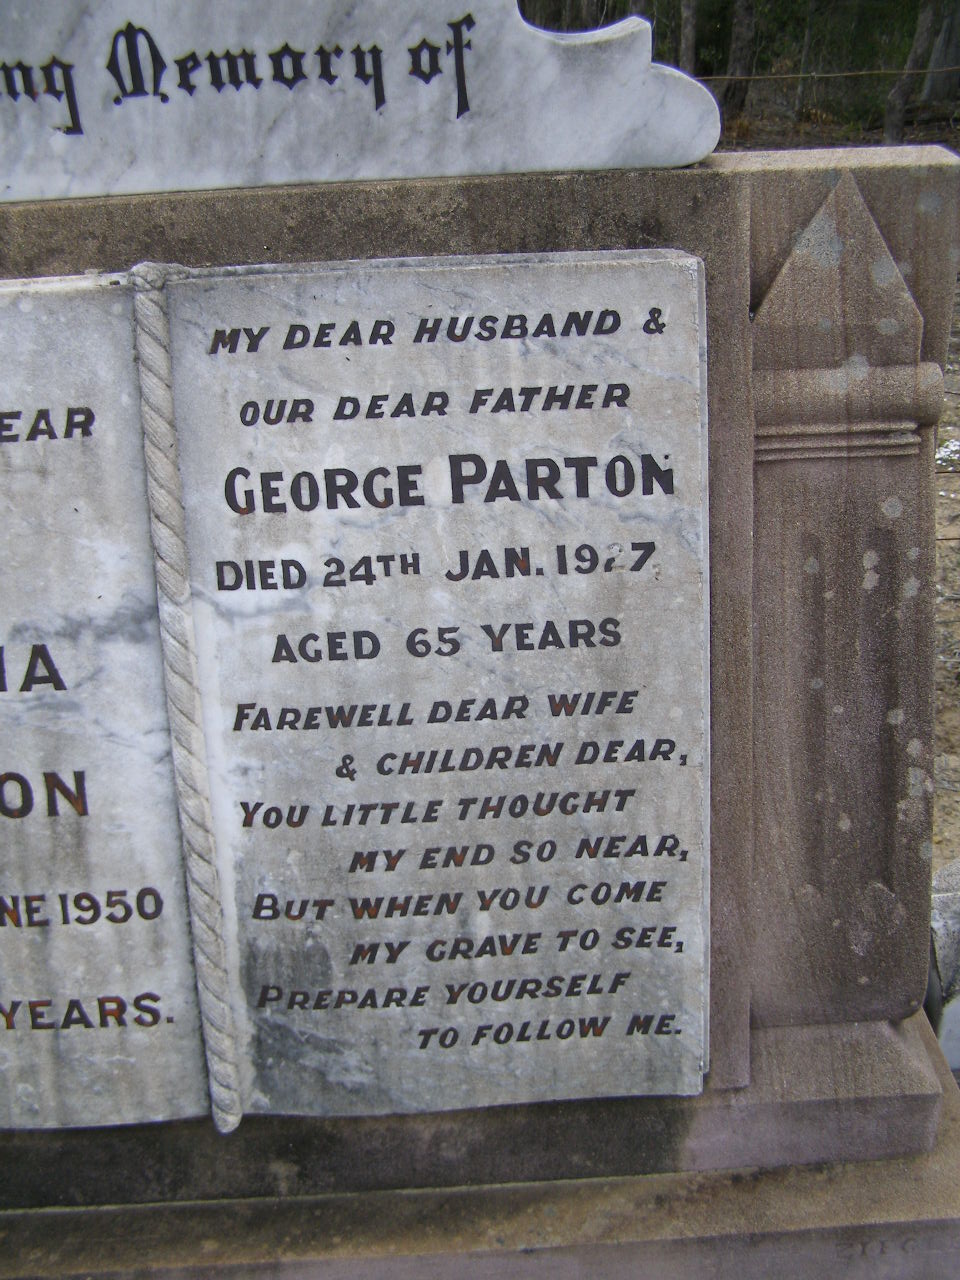 Memory of
EAR
ON
NE 1950
YEARS.
MY DEAR HUSBAND &
OUR DEAR FATHER
GEORGE PARTON
DIED 24TH JAN. 1927
AGED 65 YEARS
FAREWELL DEAR WIFE
& CHILDREN DEAR,
YOU LITTLE THOUGHT
MY END SO NEAR,
BUT WHEN YOU COME
MY GRAVE TO SEE,
PREPARE YOURSELF
TO FOLLOW ME.